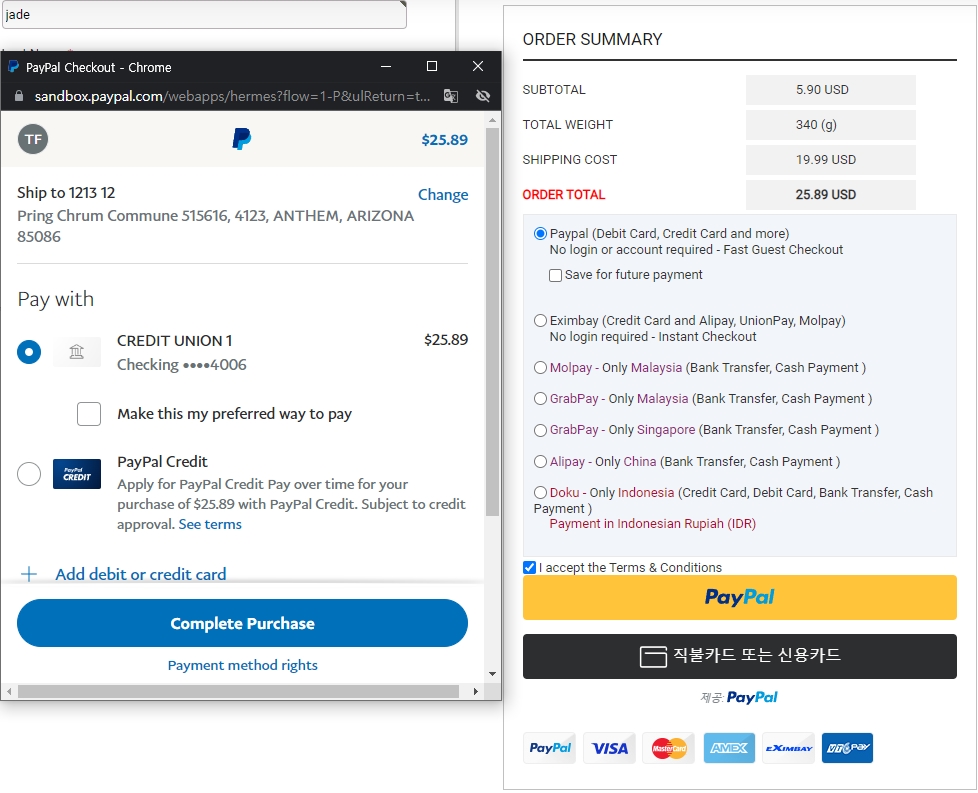 jade
PayPal Checkout - Chrome
sandbox.paypal.com/webapps/hermes?flow=1-P&ulReturn=t...
TF
$25.89
Ship to 1213 12
Change
Pring Chrum Commune 515616, 4123, ANTHEM, ARIZONA
85086
Pay with
CREDIT UNION 1
$25.89
Checking ••••4006
Make this my preferred way to pay
PayPal
CREDIT
PayPal Credit
Apply for PayPal Credit Pay over time for your
purchase of $25.89 with PayPal Credit. Subject to credit
approval. See terms
Add debit or credit card
Complete Purchase
Payment method rights
ORDER SUMMARY
SUBTOTAL 5.90 USD
TOTAL WEIGHT 340 (g)
SHIPPING COST 19.99 USD
ORDER TOTAL 25.89 USD
Paypal (Debit Card, Credit Card and more)
No login or account required - Fast Guest Checkout
Save for future payment
Eximbay (Credit Card and Alipay, UnionPay, Molpay)
No login required - Instant Checkout
Molpay - Only Malaysia (Bank Transfer, Cash Payment )
GrabPay - Only Malaysia (Bank Transfer, Cash Payment )
GrabPay - Only Singapore (Bank Transfer, Cash Payment )
Alipay - Only China (Bank Transfer, Cash Payment )
Doku - Only Indonesia (Credit Card, Debit Card, Bank Transfer, Cash
Payment )
Payment in Indonesian Rupiah (IDR)
I accept the Terms & Conditions
PayPal
직불카드 또는 신용카드
제공: PayPal
PayPal VISA MasterCard AMEX EXIMBAY